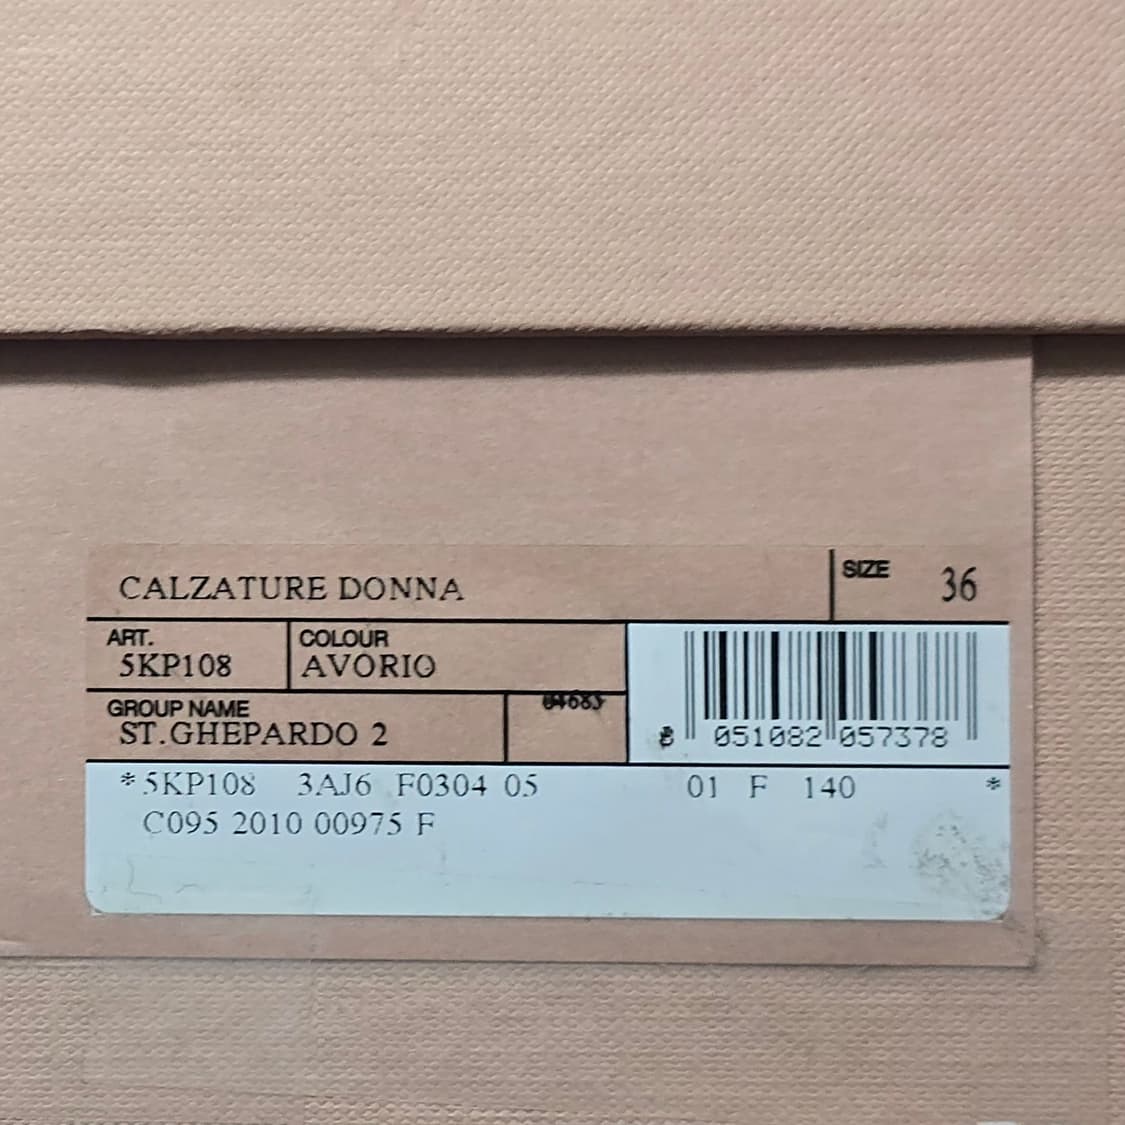 CALZATURE DONNA
SIZE 36
ART.
5KP108
COLOUR
AVORIO
GROUP NAME
ST.GHEPARDO 2
8 051082 057378
*5KP108 3AJ6 F0304 05 01 F 140 *
C095 2010 00975 F